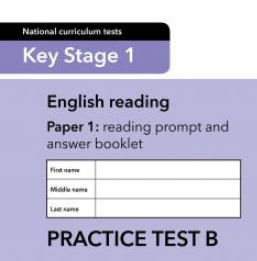 National curriculum tests
Key Stage 1
English reading
Paper 1: reading prompt and
answer booklet
First name
Middle name
Last name
PRACTICE TEST B